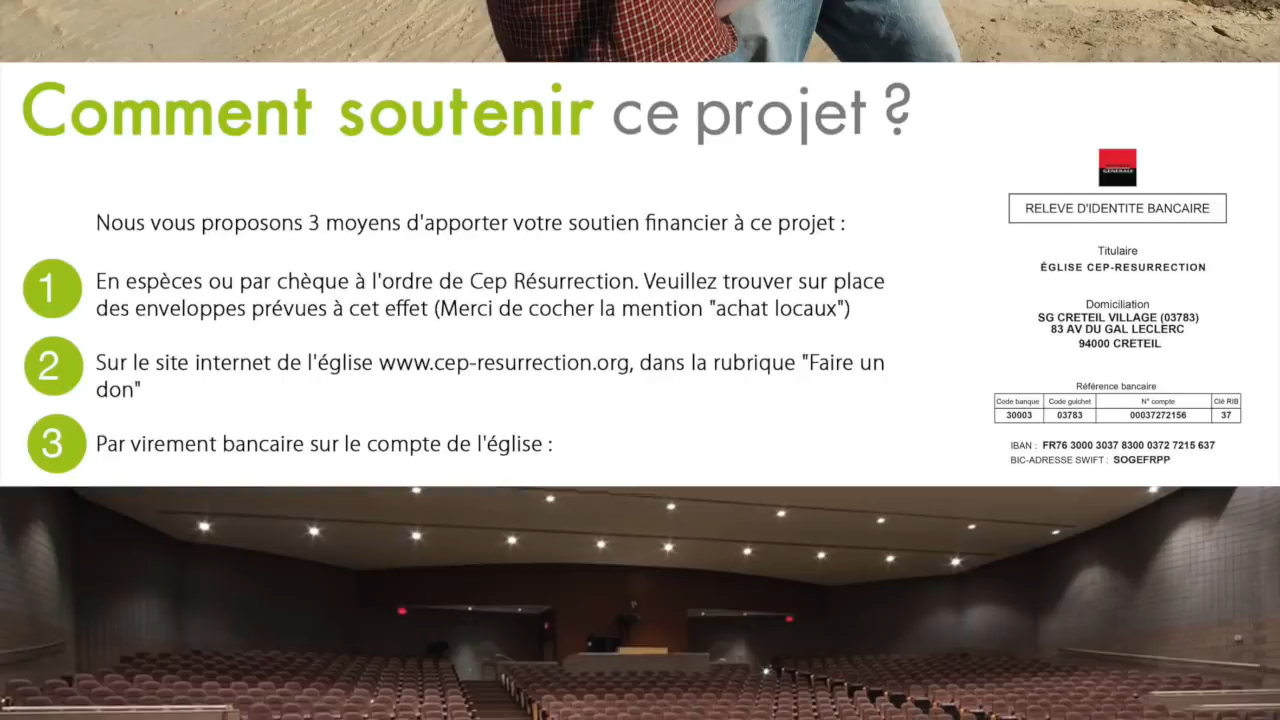 Comment soutenir ce projet ?
Nous vous proposons 3 moyens d'apporter votre soutien financier à ce projet :
1 En espèces ou par chèque à l'ordre de Cep Résurrection. Veuillez trouver sur place
des enveloppes prévues à cet effet (Merci de cocher la mention "achat locaux")
2 Sur le site internet de l'église www.cep-resurrection.org, dans la rubrique "Faire un
don"
3 Par virement bancaire sur le compte de l'église :
GENERALE
RELEVE D'IDENTITE BANCAIRE
Titulaire
ÉGLISE CEP-RESURRECTION
Domiciliation
SG CRETEIL VILLAGE (03783)
83 AV DU GAL LECLERC
94000 CRETEIL
Référence bancaire
Code banque Code guichet N° compte Clé RIB
30003 03783 00037272156 37
IBAN : FR76 3000 3037 8300 0372 7215 637
BIC-ADRESSE SWIFT : SOGEFRPP